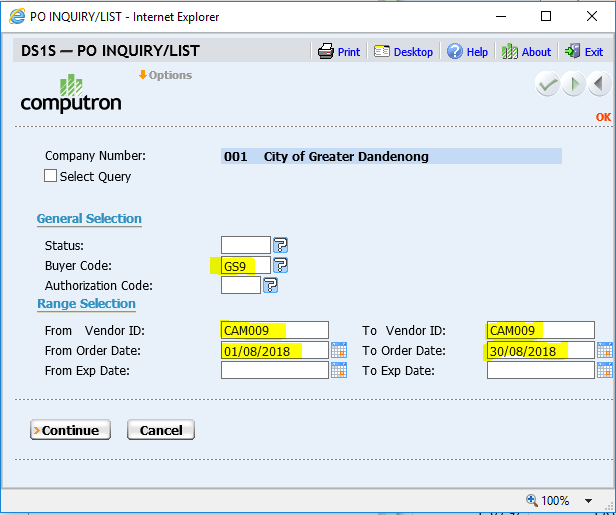 PO INQUIRY/LIST - Internet Explorer
DS1S — PO INQUIRY/LIST
Print
Desktop
Help
About
Exit
computron
Options
OK
Company Number: 001 City of Greater Dandenong
Select Query
General Selection
Status:
Buyer Code: GS9
Authorization Code:
Range Selection
From Vendor ID: CAM009 To Vendor ID: CAM009
From Order Date: 01/08/2018 To Order Date: 30/08/2018
From Exp Date: To Exp Date:
Continue Cancel
100%